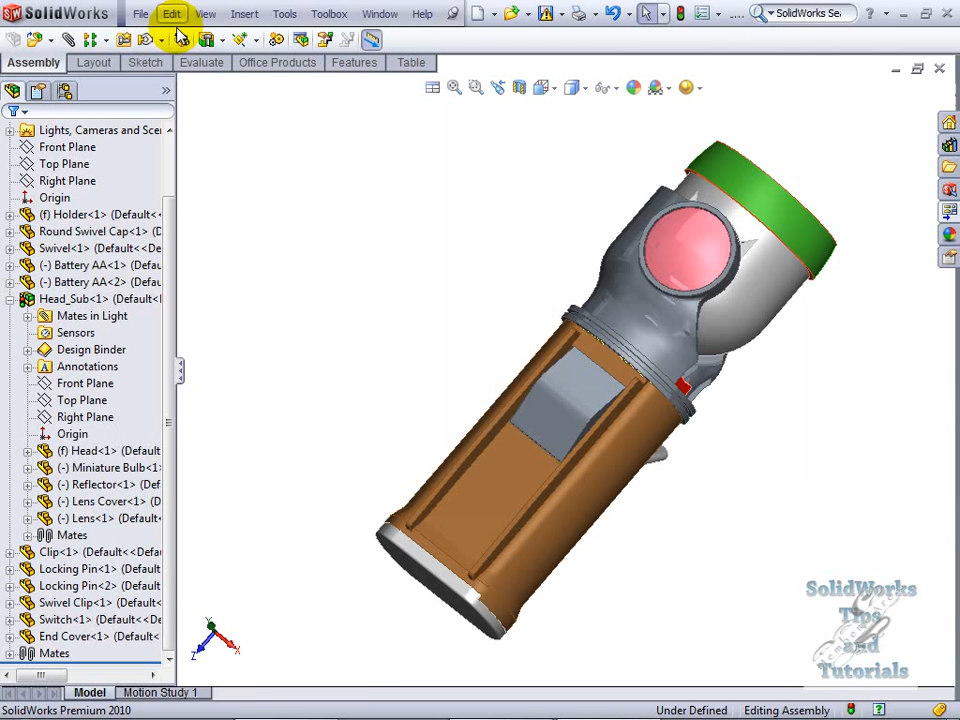 SolidWorks File Edit View Insert Tools Toolbox Window Help .... SolidWorks Se
Assembly Layout Sketch Evaluate Office Products Features Table
Lights, Cameras and Scer
Front Plane
Top Plane
Right Plane
Origin
(f) Holder<1> (Default<<
Round Swivel Cap<1>
Swivel<1> (Default<<De
(-) Battery AA<1> (Defau
(-) Battery AA<2> (Defau
Head_Sub<1> (Default<
Mates in Light
Sensors
Design Binder
Annotations
Front Plane
Top Plane
Right Plane
Origin
(f) Head<1> (Default
(-) Miniature Bulb<1>
(-) Reflector<1> (Def
(-) Lens Cover<1> (D
(-) Lens<1> (Default
Mates
Clip<1> (Default<<Defau
Locking Pin<1> (Default
Locking Pin<2> (Default
Swivel Clip<1> (Default<
Switch<1> (Default<<D
End Cover<1> (Default<
Mates
Y
X
Z
SolidWorks
Tips
and
Tutorials
Model Motion Study 1
SolidWorks Premium 2010 Under Defined Editing Assembly